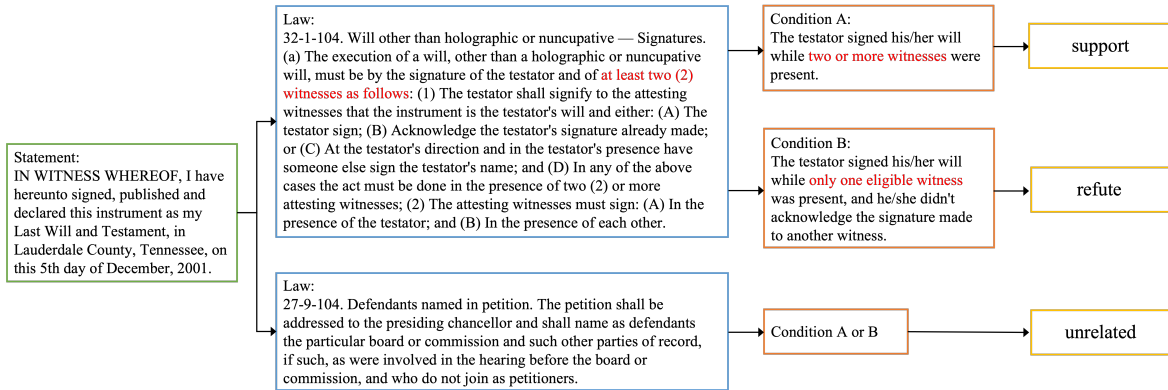 Statement:
IN WITNESS WHEREOF, I have
hereunto signed, published and
declared this instrument as my
Last Will and Testament, in
Lauderdale County, Tennessee, on
this 5th day of December, 2001.
Law:
32-1-104. Will other than holographic or nuncupative — Signatures.
(a) The execution of a will, other than a holographic or nuncupative
will, must be by the signature of the testator and of at least two (2)
witnesses as follows: (1) The testator shall signify to the attesting
witnesses that the instrument is the testator's will and either: (A) The
testator sign; (B) Acknowledge the testator's signature already made;
or (C) At the testator's direction and in the testator's presence have
someone else sign the testator's name; and (D) In any of the above
cases the act must be done in the presence of two (2) or more
attesting witnesses; (2) The attesting witnesses must sign: (A) In the
presence of the testator; and (B) In the presence of each other.
Condition A:
The testator signed his/her will
while two or more witnesses were
present.
support
Condition B:
The testator signed his/her will
while only one eligible witness
was present, and he/she didn't
acknowledge the signature made
to another witness.
refute
Law:
27-9-104. Defendants named in petition. The petition shall be
addressed to the presiding chancellor and shall name as defendants
the particular board or commission and such other parties of record,
if such, as were involved in the hearing before the board or
commission, and who do not join as petitioners.
Condition A or B
unrelated